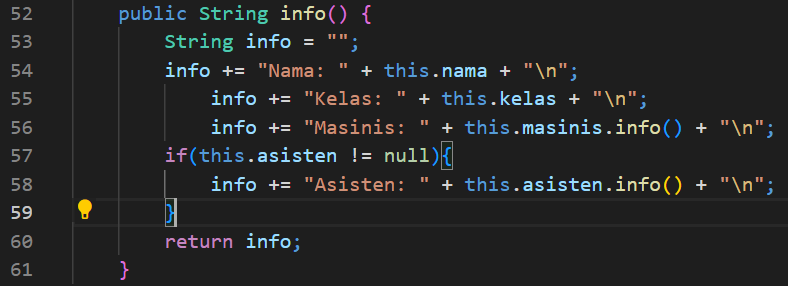 52 public String info() {
53 String info = "";
54 info += "Nama: " + this.nama + "\n";
55 info += "Kelas: " + this.kelas + "\n";
56 info += "Masinis: " + this.masinis.info() + "\n";
57 if(this.asisten != null){
58 info += "Asisten: " + this.asisten.info() + "\n";
59 }
60 return info;
61 }